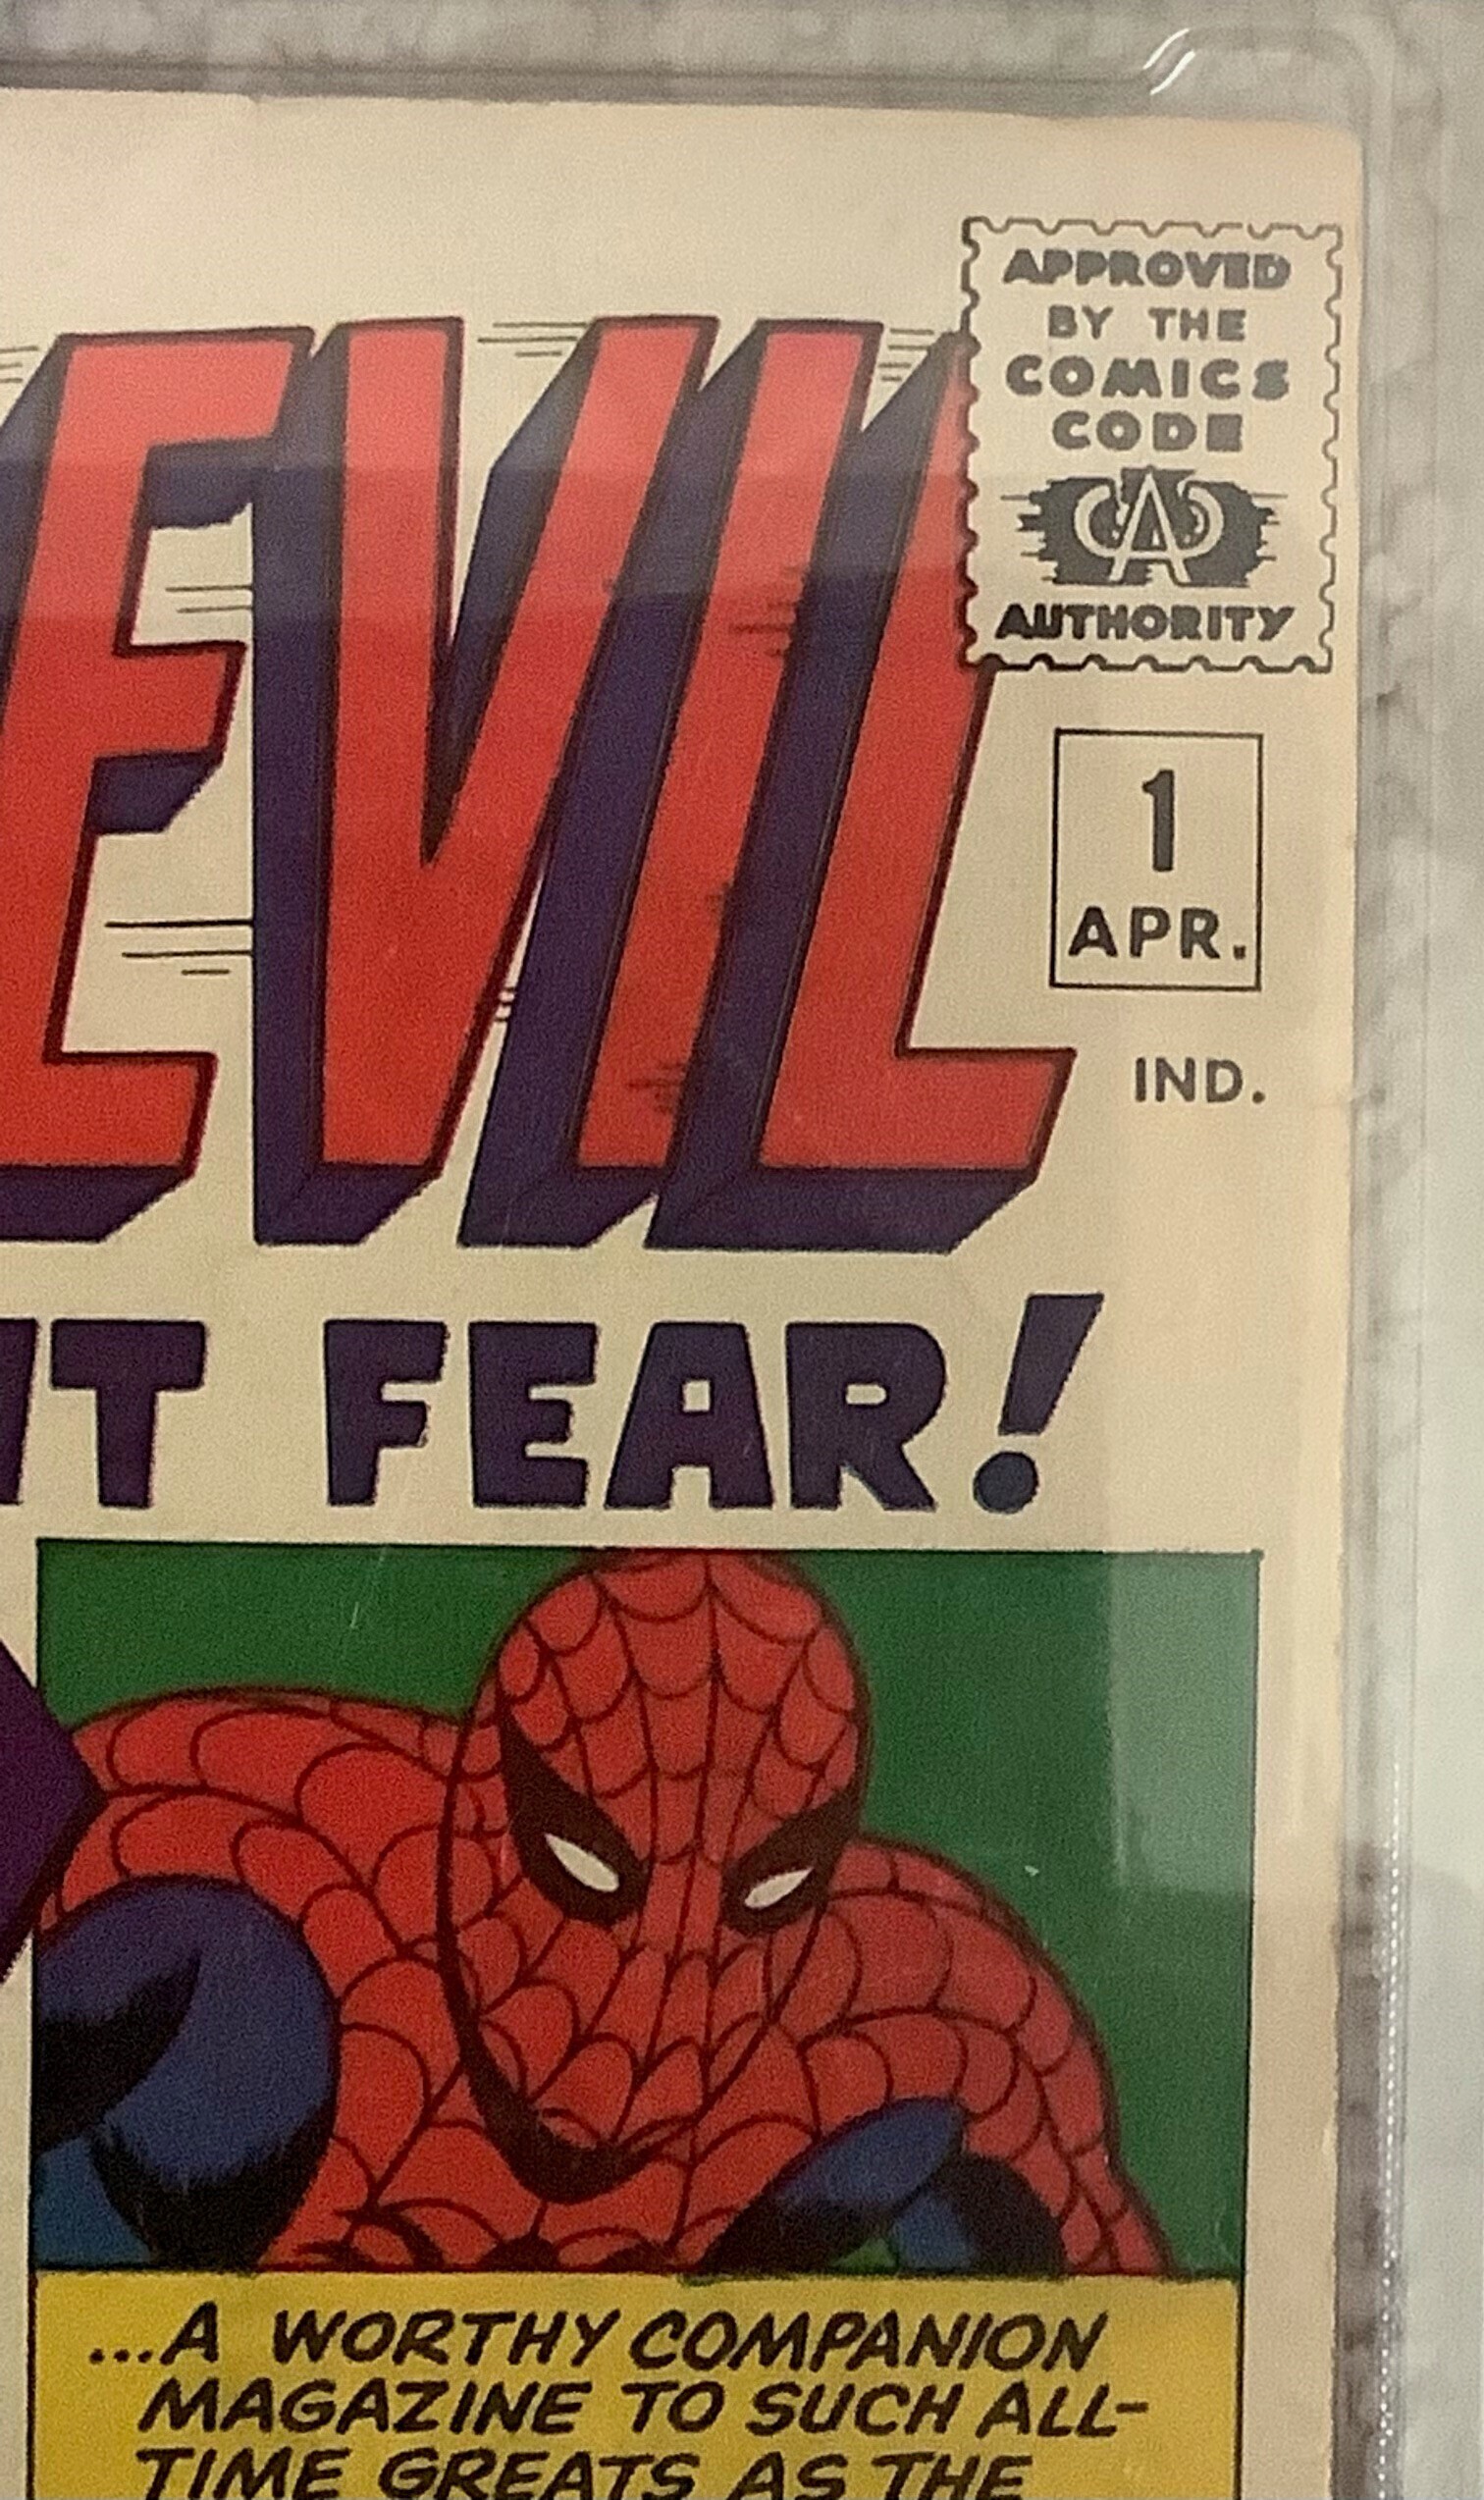 EVIL
APPROVED
BY THE
COMICS
CODE
CA
AUTHORITY
1
APR.
IND.
T FEAR!
...A WORTHY COMPANION
MAGAZINE TO SUCH ALL-
TIME GREATS AS THE